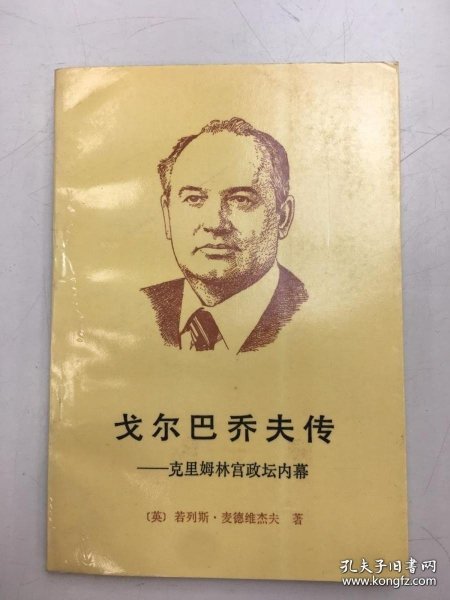 戈尔巴乔夫传
——克里姆林宫政坛内幕
〔英〕若列斯·麦德维杰夫 著
孔夫子旧书网
www.kongfz.com